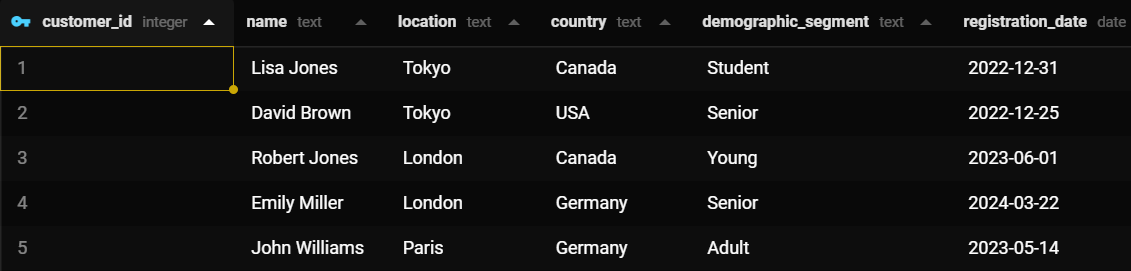 customer_id integer name text location text country text demographic_segment text registration_date date
1 Lisa Jones Tokyo Canada Student 2022-12-31
2 David Brown Tokyo USA Senior 2022-12-25
3 Robert Jones London Canada Young 2023-06-01
4 Emily Miller London Germany Senior 2024-03-22
5 John Williams Paris Germany Adult 2023-05-14